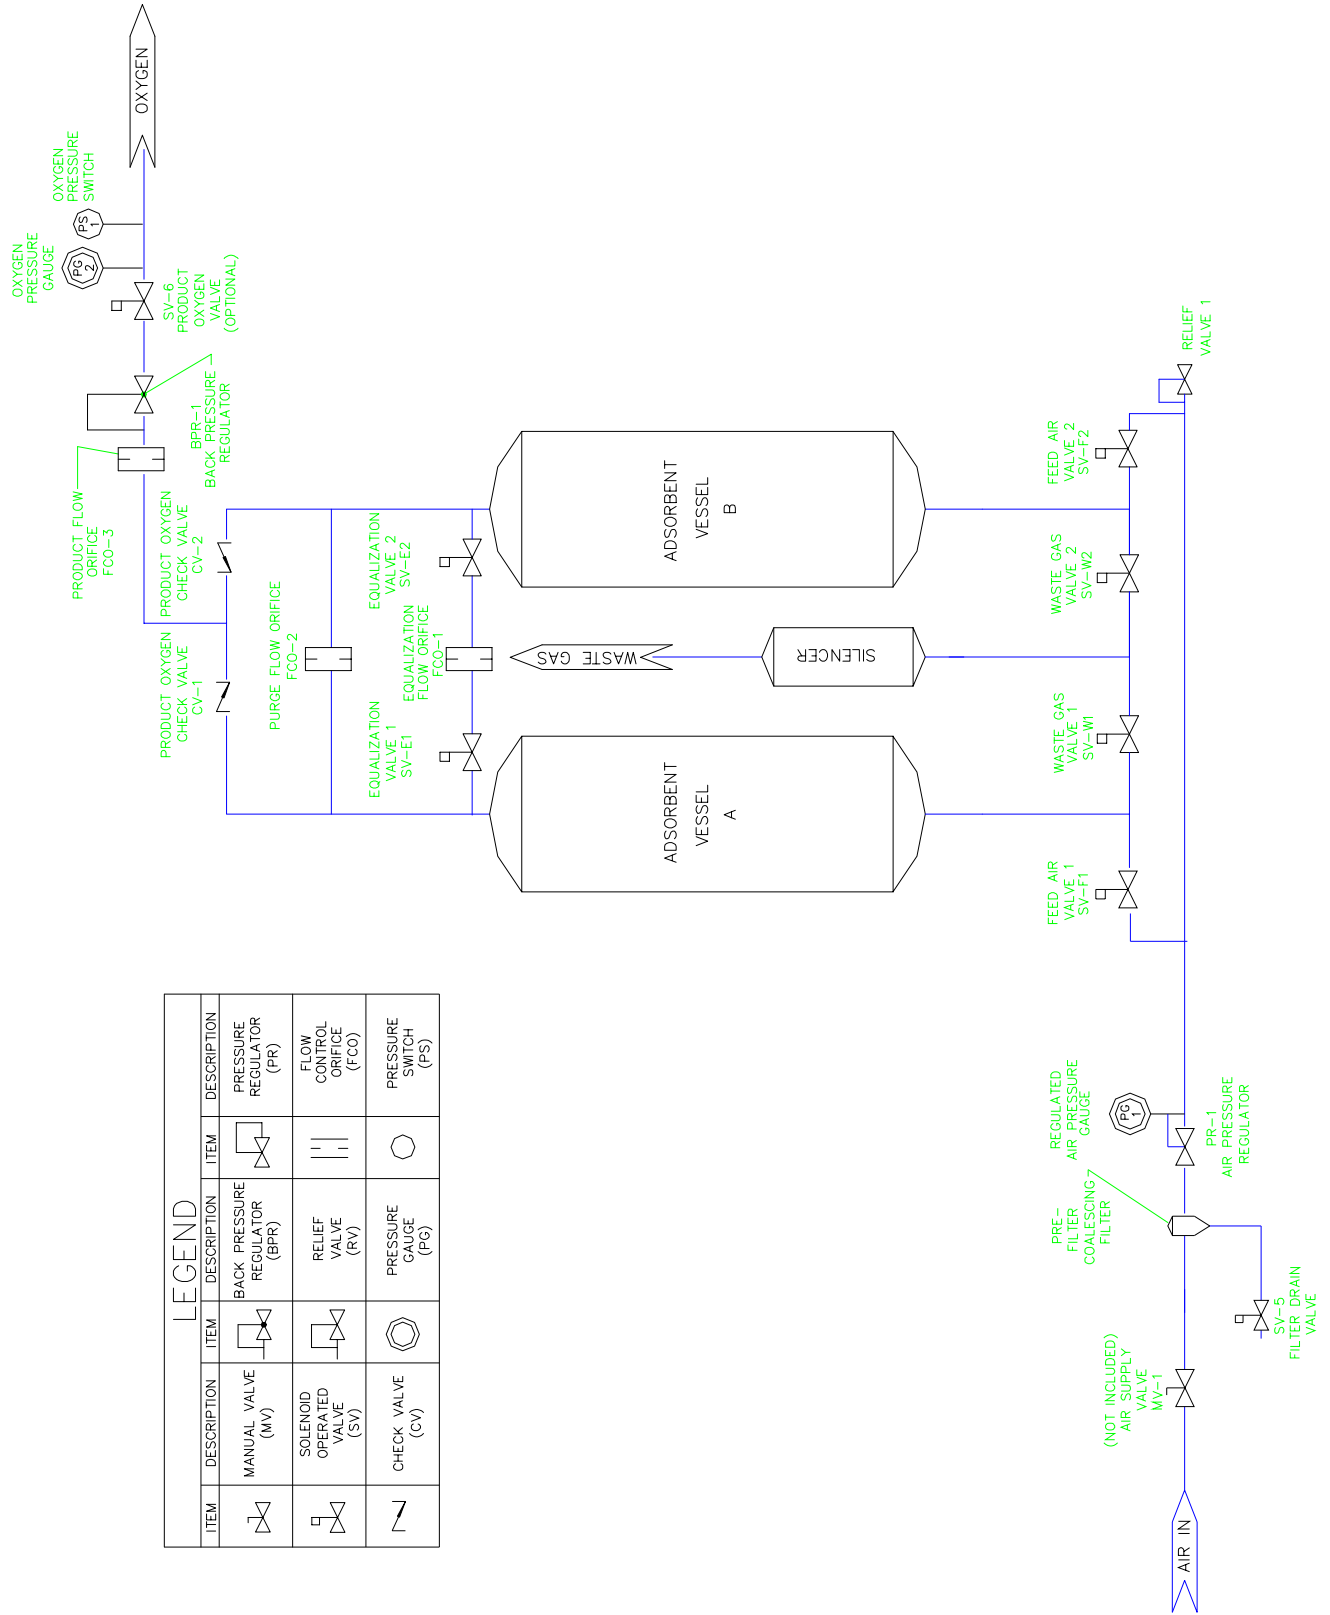 LEGEND
ITEM
DESCRIPTION
ITEM
DESCRIPTION
ITEM
DESCRIPTION
MANUAL VALVE
(MV)
BACK PRESSURE
REGULATOR
(BPR)
PRESSURE
REGULATOR
(PR)
SOLENOID
OPERATED
VALVE
(SV)
RELIEF
VALVE
(RV)
FLOW
CONTROL
ORIFICE
(FCO)
CHECK VALVE
(CV)
PRESSURE
GAUGE
(PG)
PRESSURE
SWITCH
(PS)
OXYGEN
PRESSURE
GAUGE
OXYGEN
PRESSURE
SWITCH
PG
2
PS
1
OXYGEN
SV-6
PRODUCT
OXYGEN
VALVE
(OPTIONAL)
BPR-1
BACK PRESSURE
REGULATOR
PRODUCT FLOW
ORIFICE
FCO-3
PRODUCT OXYGEN
CHECK VALVE
CV-1
PRODUCT OXYGEN
CHECK VALVE
CV-2
PURGE FLOW ORIFICE
FCO-2
EQUALIZATION
VALVE 1
SV-E1
EQUALIZATION
FLOW ORIFICE
FCO-1
EQUALIZATION
VALVE 2
SV-E2
WASTE GAS
ADSORBENT
VESSEL
A
SILENCER
ADSORBENT
VESSEL
B
FEED AIR
VALVE 1
SV-F1
WASTE GAS
VALVE 1
SV-W1
WASTE GAS
VALVE 2
SV-W2
FEED AIR
VALVE 2
SV-F2
RELIEF
VALVE 1
AIR IN
(NOT INCLUDED)
AIR SUPPLY
VALVE
MV-1
PRE-
FILTER
COALESCING
FILTER
SV-5
FILTER DRAIN
VALVE
REGULATED
AIR PRESSURE
GAUGE
PG
1
PR-1
AIR PRESSURE
REGULATOR